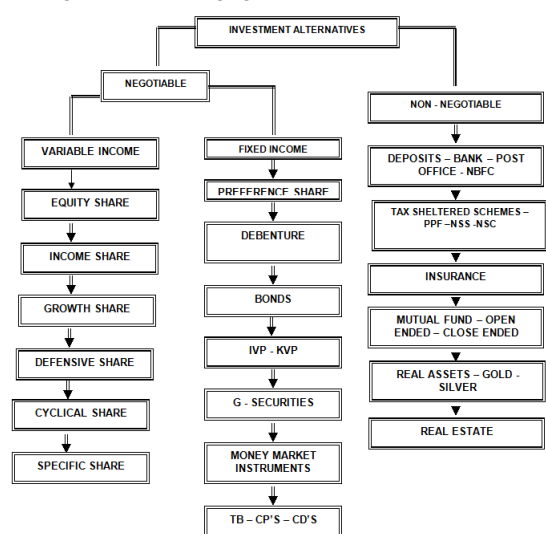 INVESTMENT ALTERNATIVES
NEGOTIABLE
VARIABLE INCOME
EQUITY SHARE
INCOME SHARE
GROWTH SHARE
DEFENSIVE SHARE
CYCLICAL SHARE
SPECIFIC SHARE
FIXED INCOME
PREFERENCE SHARE
DEBENTURE
BONDS
IVP - KVP
G - SECURITIES
MONEY MARKET
INSTRUMENTS
TB – CP'S – CD'S
NON - NEGOTIABLE
DEPOSITS – BANK – POST
OFFICE - NBFC
TAX SHELTERED SCHEMES –
PPF –NSS -NSC
INSURANCE
MUTUAL FUND – OPEN
ENDED – CLOSE ENDED
REAL ASSETS – GOLD -
SILVER
REAL ESTATE